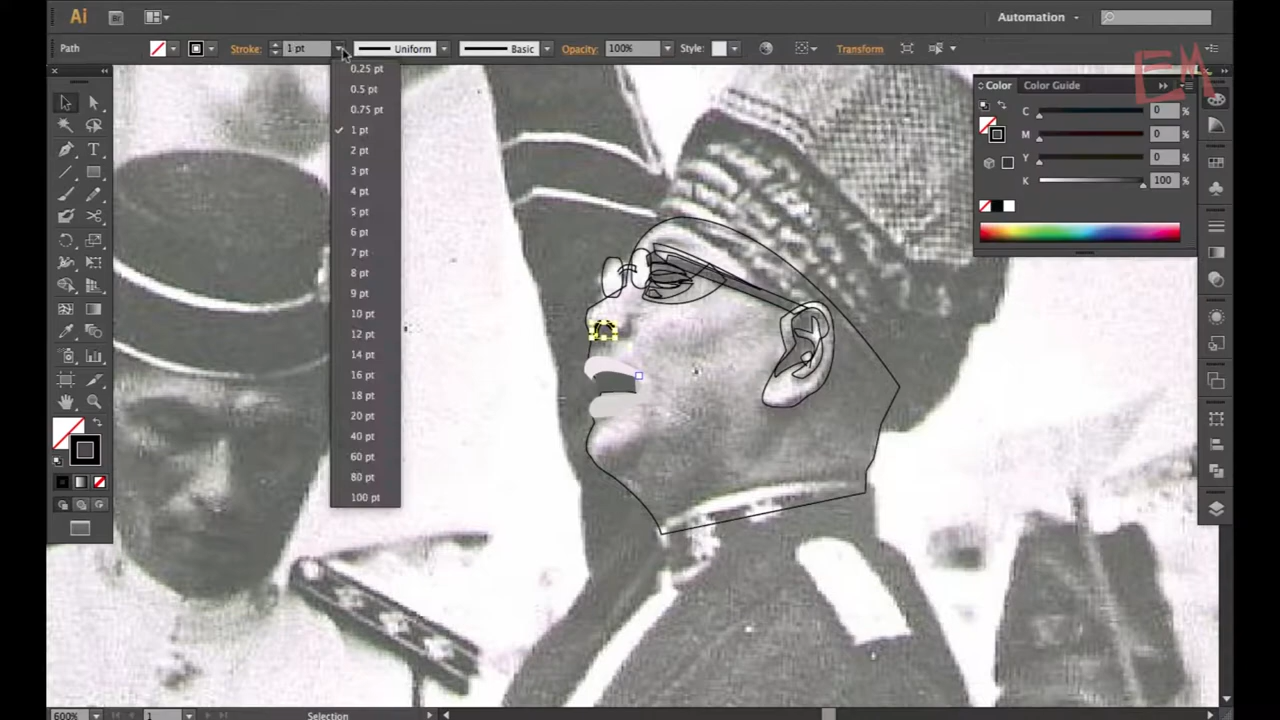 Ai Br Automation
Path Stroke: 1 pt Uniform Basic Opacity: 100% Style: Transform
EM
0.25 pt
0.5 pt
0.75 pt
1 pt
2 pt
3 pt
4 pt
5 pt
6 pt
7 pt
8 pt
9 pt
10 pt
12 pt
14 pt
16 pt
18 pt
20 pt
40 pt
60 pt
80 pt
100 pt
Color Color Guide
C 0 %
M 0 %
Y 0 %
K 100 %
600% 1 Selection